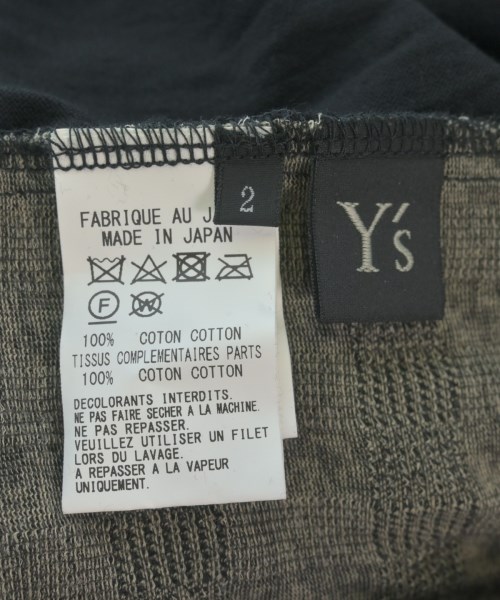 2
Y's
FABRIQUE AU J
MADE IN JAPAN
F W
100% COTON COTTON
TISSUS COMPLEMENTAIRES PARTS
100% COTON COTTON
DECOLORANTS INTERDITS.
NE PAS FAIRE SECHER A LA MACHINE.
NE PAS REPASSER.
VEUILLEZ UTILISER UN FILET
LORS DU LAVAGE.
A REPASSER A LA VAPEUR
UNIQUEMENT.